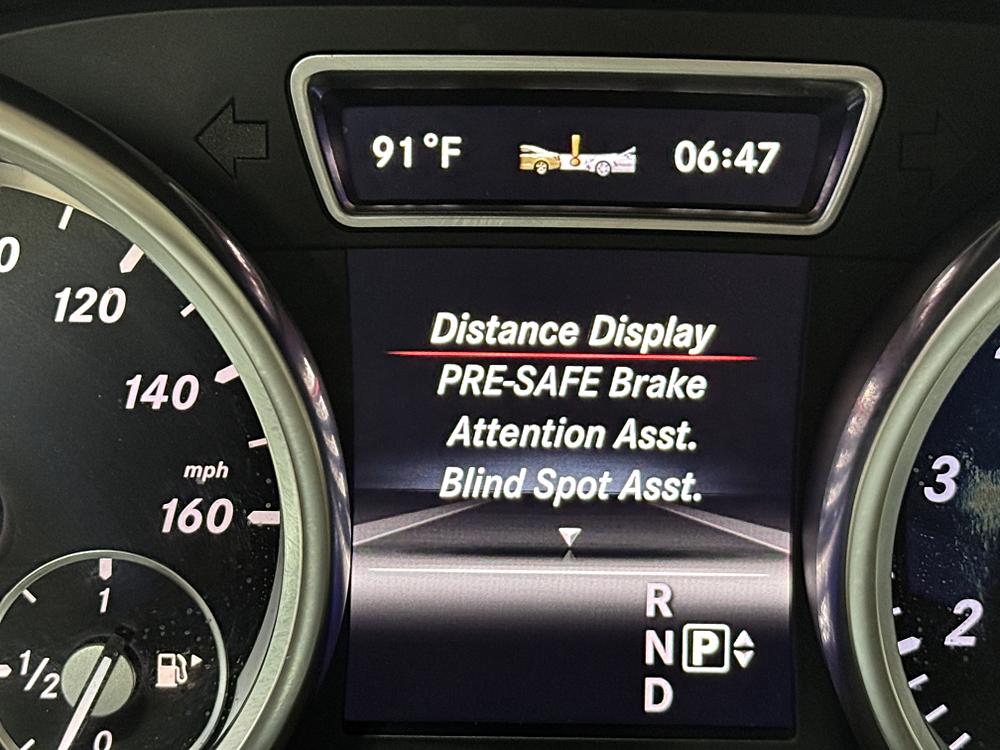 91°F 06:47
Distance Display
PRE-SAFE Brake
Attention Asst.
Blind Spot Asst.
R
N P
D
120
140
mph
160
1
1/2
0
3
2